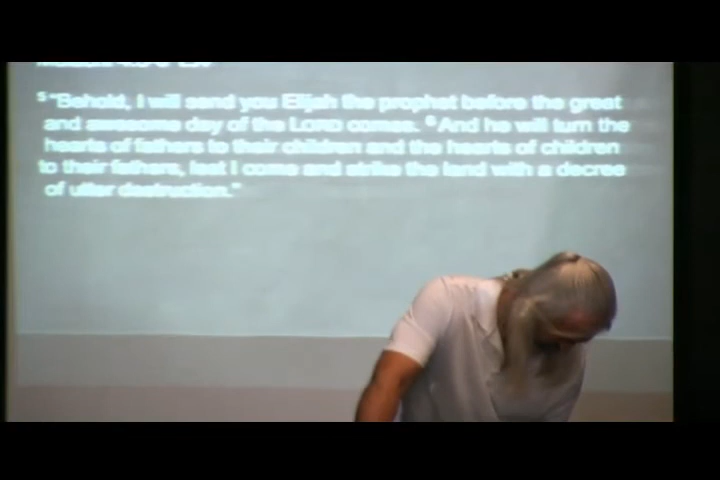 5 "Behold, I will send you Elijah the prophet before the great
and awesome day of the LORD comes. 6 And he will turn the
hearts of fathers to their children and the hearts of children
to their fathers, lest I come and strike the land with a decree
of utter destruction."